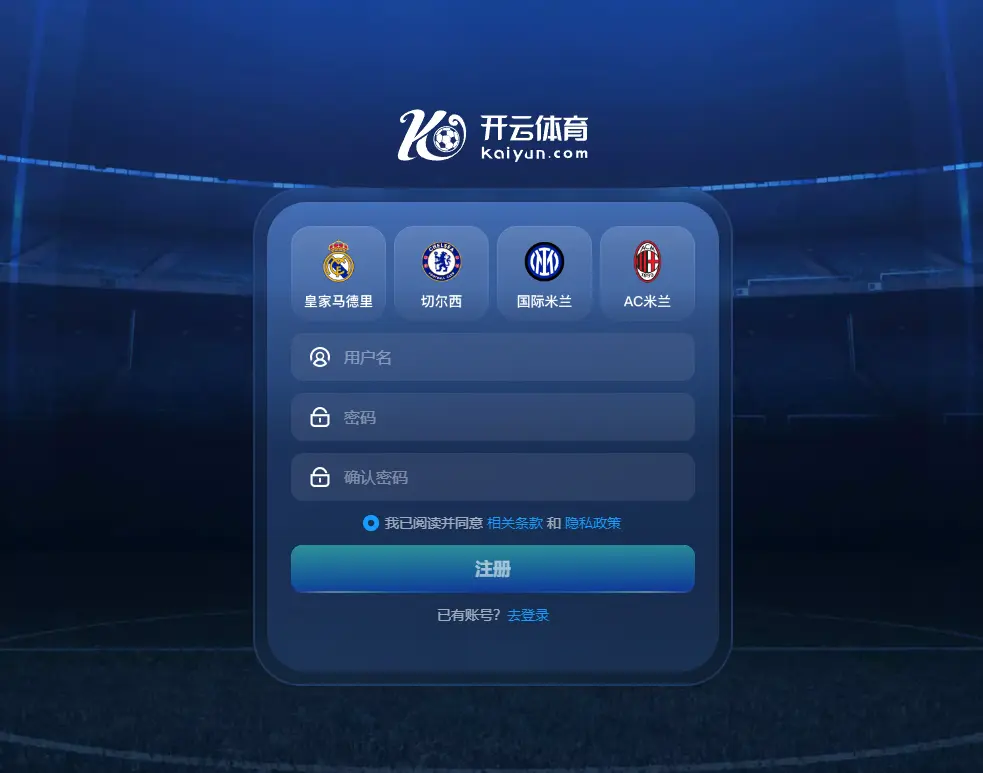 开云体育
kaiyun.com
皇家马德里 切尔西 国际米兰 AC米兰
用户名
密码
确认密码
我已阅读并同意 相关条款 和 隐私政策
注册
已有账号？去登录